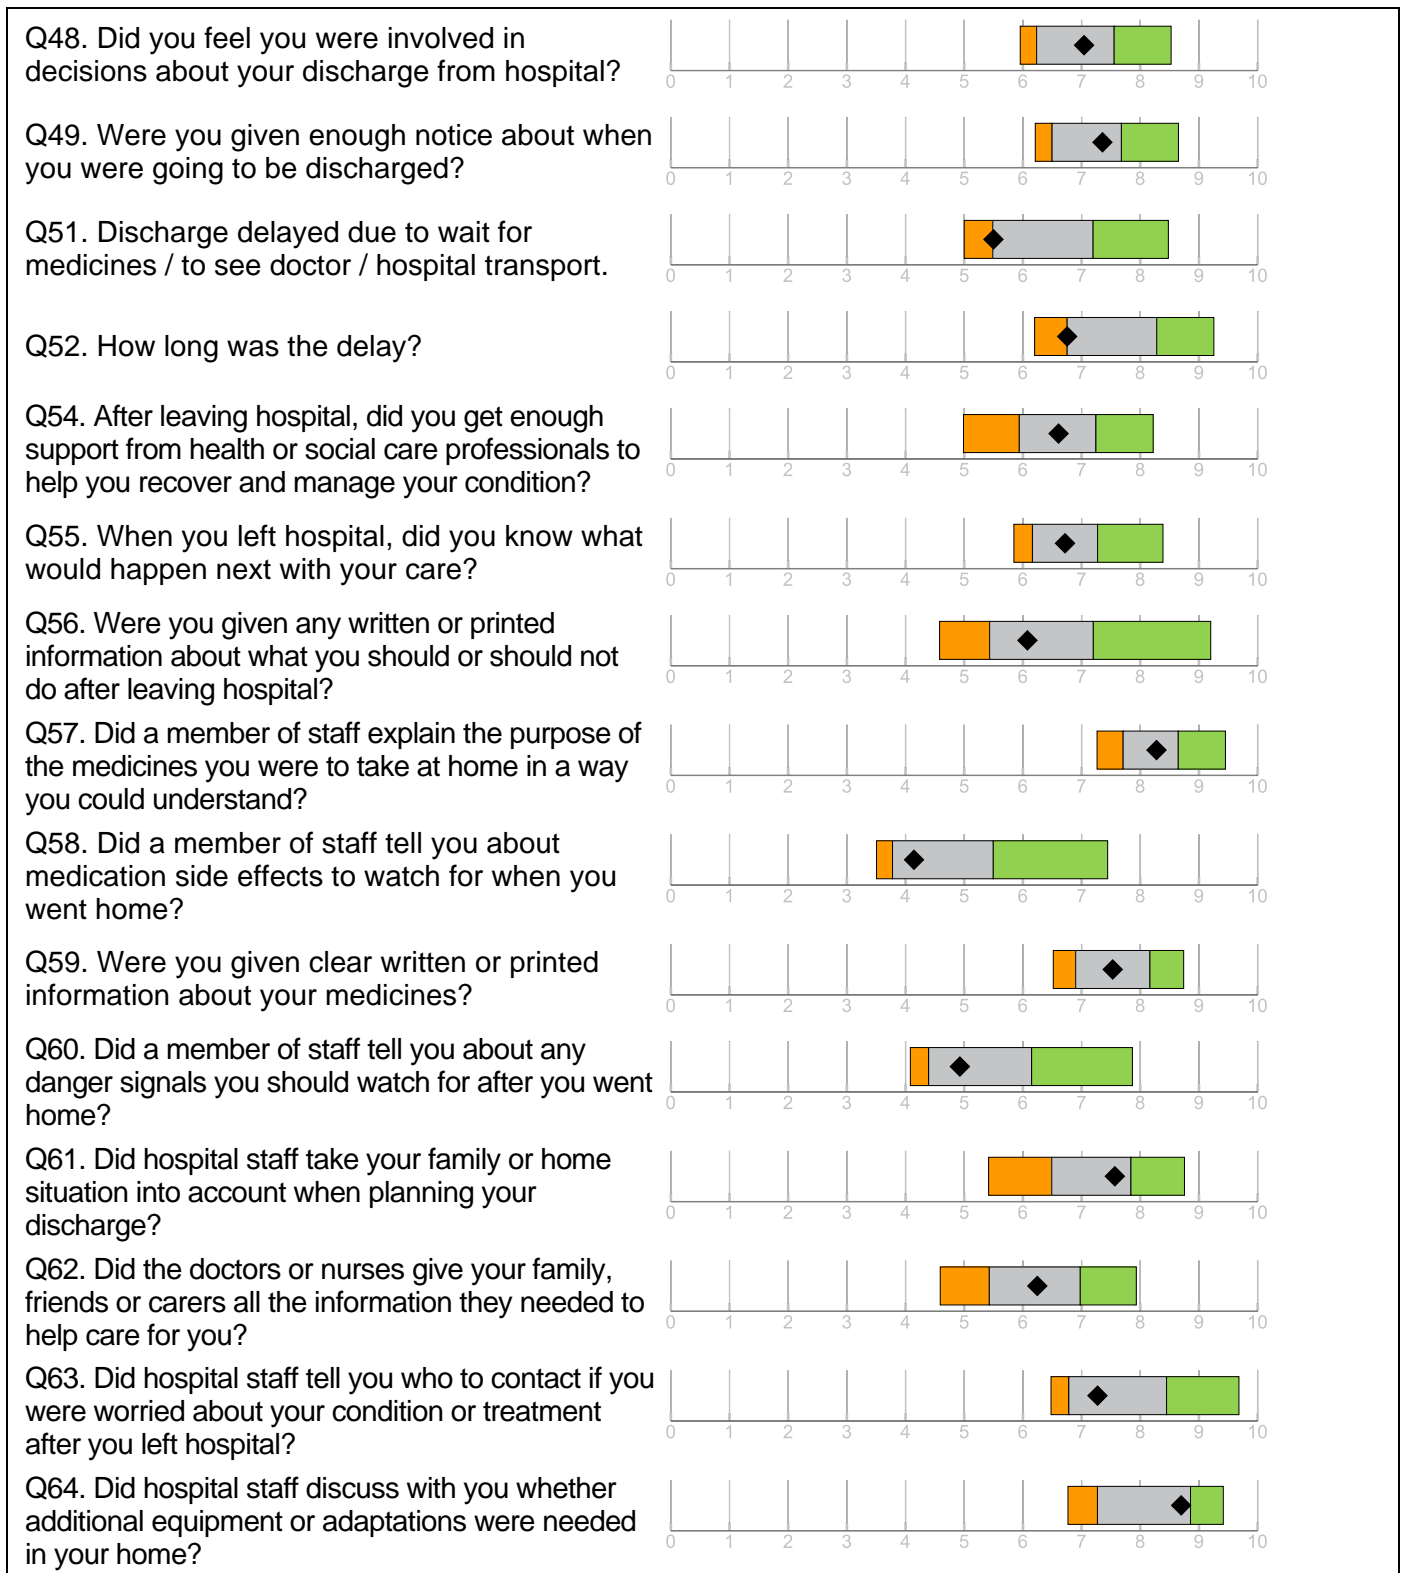 Q48. Did you feel you were involved in
decisions about your discharge from hospital?
0 1 2 3 4 5 6 7 8 9 10
Q49. Were you given enough notice about when
you were going to be discharged?
0 1 2 3 4 5 6 7 8 9 10
Q51. Discharge delayed due to wait for
medicines / to see doctor / hospital transport.
0 1 2 3 4 5 6 7 8 9 10
Q52. How long was the delay?
0 1 2 3 4 5 6 7 8 9 10
Q54. After leaving hospital, did you get enough
support from health or social care professionals to
help you recover and manage your condition?
0 1 2 3 4 5 6 7 8 9 10
Q55. When you left hospital, did you know what
would happen next with your care?
0 1 2 3 4 5 6 7 8 9 10
Q56. Were you given any written or printed
information about what you should or should not
do after leaving hospital?
0 1 2 3 4 5 6 7 8 9 10
Q57. Did a member of staff explain the purpose of
the medicines you were to take at home in a way
you could understand?
0 1 2 3 4 5 6 7 8 9 10
Q58. Did a member of staff tell you about
medication side effects to watch for when you
went home?
0 1 2 3 4 5 6 7 8 9 10
Q59. Were you given clear written or printed
information about your medicines?
0 1 2 3 4 5 6 7 8 9 10
Q60. Did a member of staff tell you about any
danger signals you should watch for after you went
home?
0 1 2 3 4 5 6 7 8 9 10
Q61. Did hospital staff take your family or home
situation into account when planning your
discharge?
0 1 2 3 4 5 6 7 8 9 10
Q62. Did the doctors or nurses give your family,
friends or carers all the information they needed to
help care for you?
0 1 2 3 4 5 6 7 8 9 10
Q63. Did hospital staff tell you who to contact if you
were worried about your condition or treatment
after you left hospital?
0 1 2 3 4 5 6 7 8 9 10
Q64. Did hospital staff discuss with you whether
additional equipment or adaptations were needed
in your home?
0 1 2 3 4 5 6 7 8 9 10